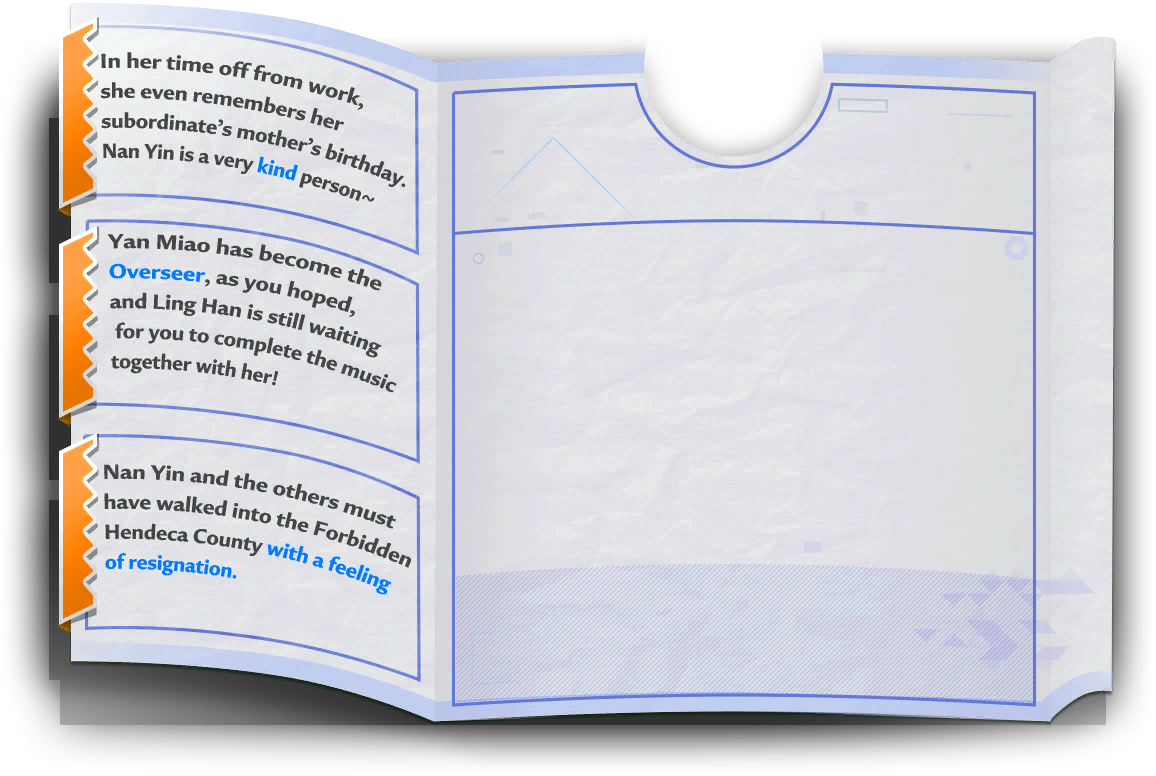 In her time off from work,
she even remembers her
subordinate's mother's birthday.
Nan Yin is a very kind person~
Yan Miao has become the
Overseer, as you hoped,
and Ling Han is still waiting
for you to complete the music
together with her!
Nan Yin and the others must
have walked into the Forbidden
Hendeca County with a feeling
of resignation.